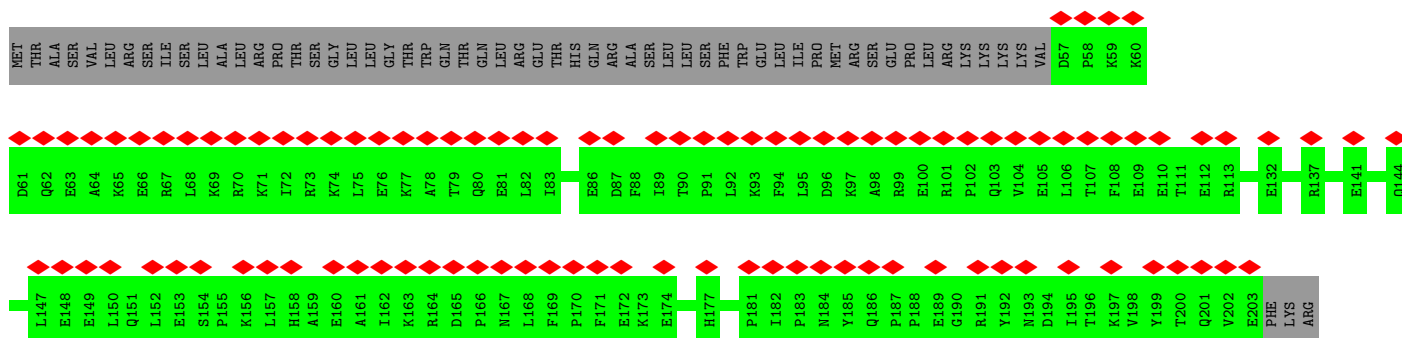 MET THR ALA SER VAL LEU ARG SER ILE SER LEU ALA LEU ARG PRO THR SER GLY LEU LEU GLY THR TRP GLN THR GLN LEU ARG GLU THR HIS GLN ARG ALA SER LEU LEU SER PHE TRP GLU LEU ILE PRO MET ARG SER GLU PRO LEU ARG LYS LYS LYS LYS VAL D57 P58 K59 K60
D61 Q62 E63 A64 K65 E66 R67 L68 K69 R70 K71 I72 R73 K74 L75 E76 K77 A78 T79 Q80 E81 L82 I83 E86 D87 F88 I89 T90 P91 L92 K93 F94 L95 D96 K97 A98 R99 E100 R101 P102 Q103 V104 E105 L106 T107 F108 E109 E110 T111 E112 R113 E132 R137 E141 Q144
L147 E148 E149 L150 Q151 L152 E153 S154 P155 K156 L157 H158 A159 E160 A161 I162 K163 R164 D165 P166 N167 L168 F169 P170 F171 E172 K173 E174 H177 P181 I182 P183 N184 Y185 Q186 P187 P188 E189 G190 R191 Y192 N193 D194 I195 T196 K197 V198 Y199 T200 Q201 V202 E203 PHE LYS ARG